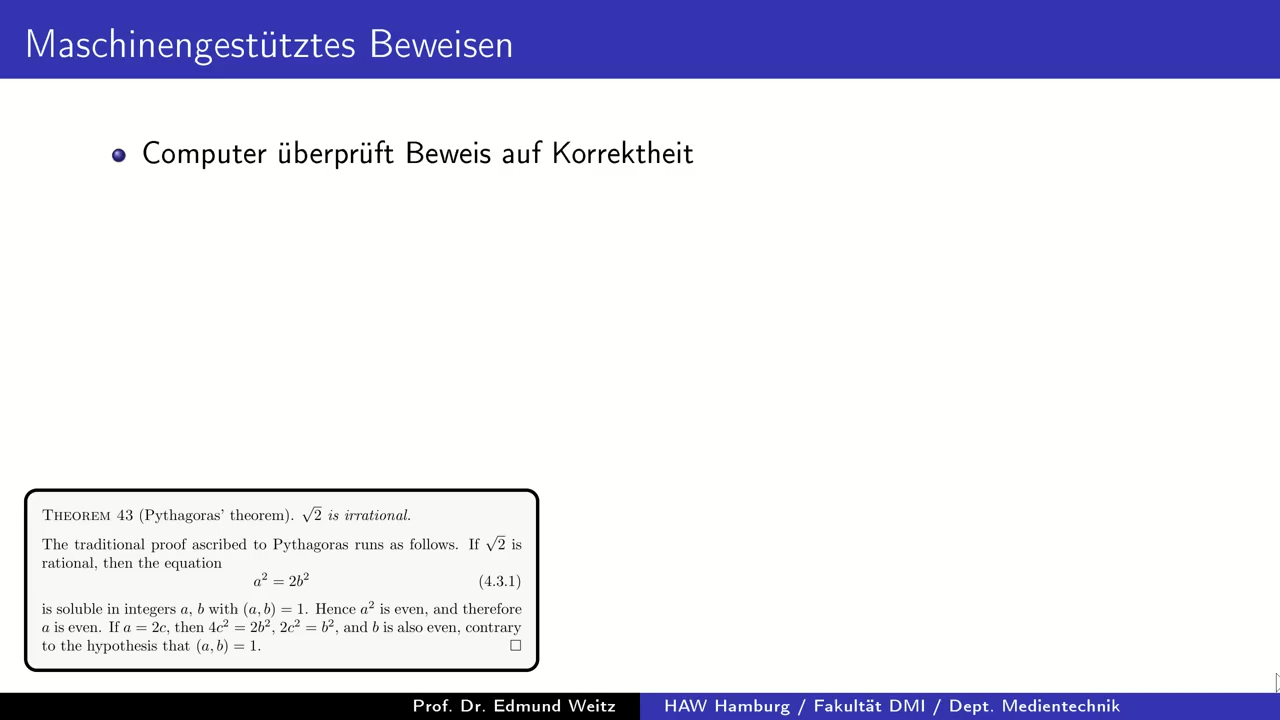 Maschinengestütztes Beweisen
Computer überprüft Beweis auf Korrektheit
THEOREM 43 (Pythagoras' theorem). √2 is irrational.
The traditional proof ascribed to Pythagoras runs as follows. If √2 is
rational, then the equation
a² = 2b² (4.3.1)
is soluble in integers a, b with (a, b) = 1. Hence a² is even, and therefore
a is even. If a = 2c, then 4c² = 2b², 2c² = b², and b is also even, contrary
to the hypothesis that (a, b) = 1. □
Prof. Dr. Edmund Weitz HAW Hamburg / Fakultät DMI / Dept. Medientechnik